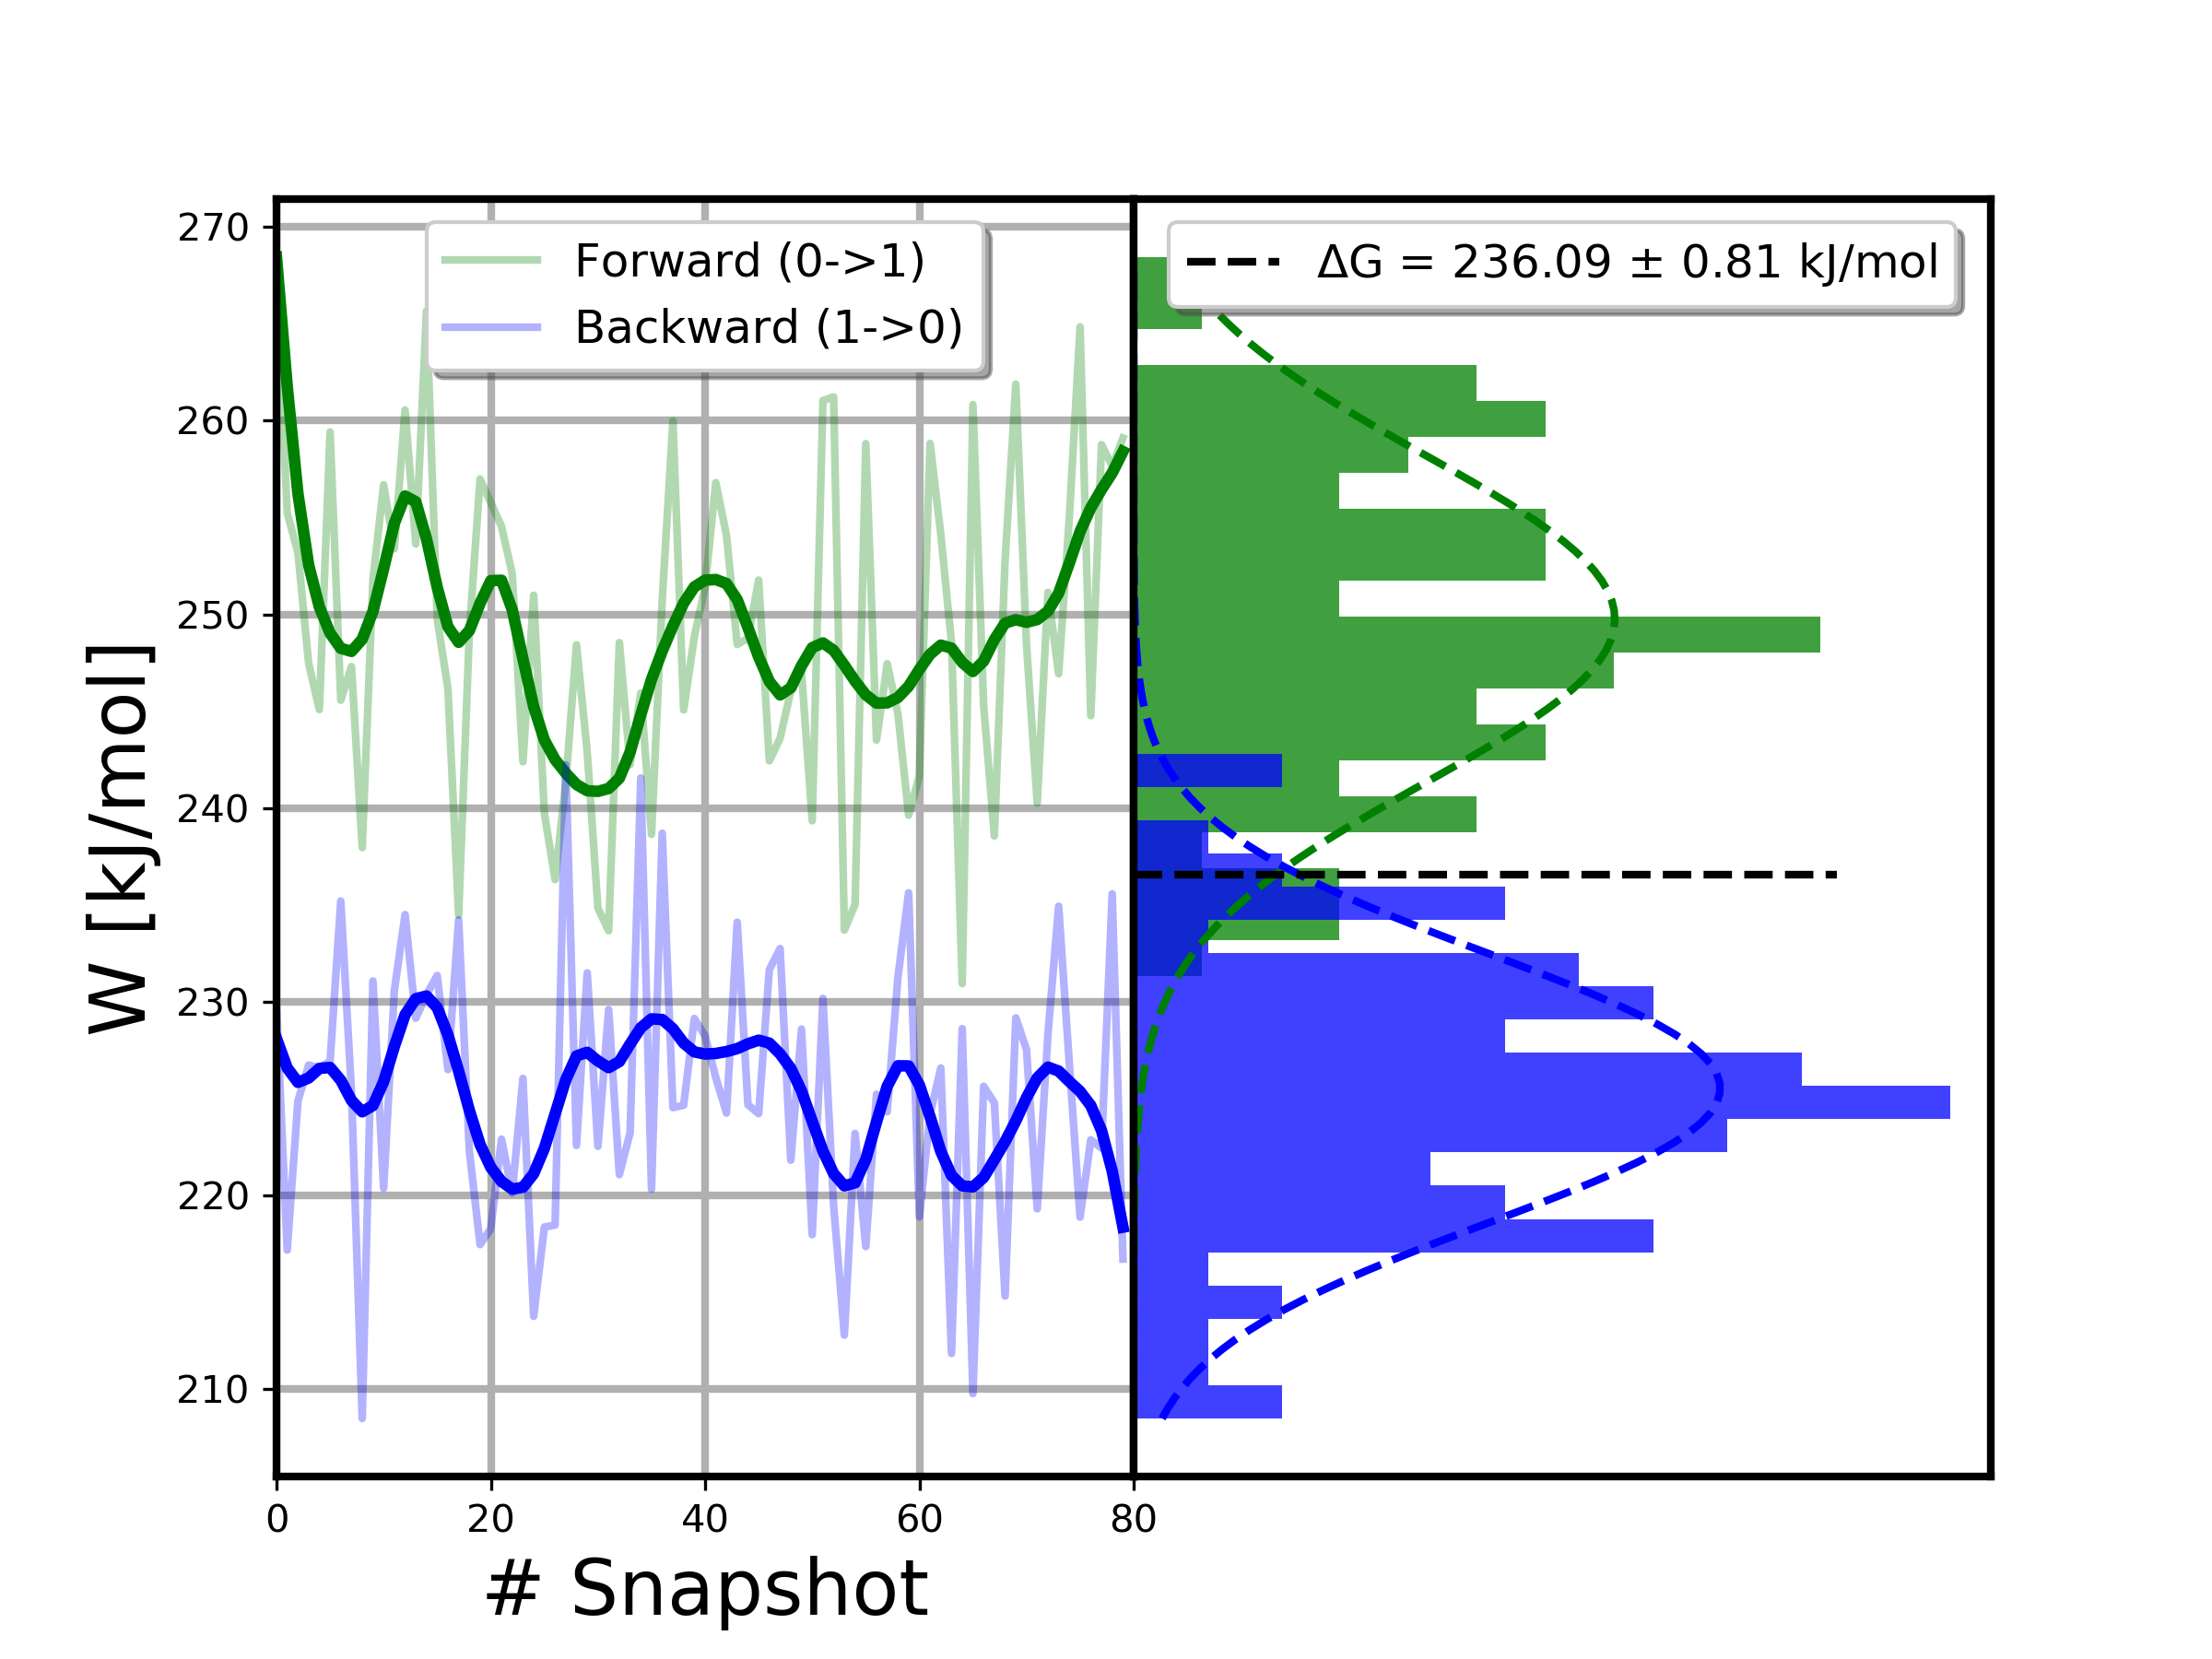 Forward (0->1)
Backward (1->0)
ΔG = 236.09 ± 0.81 kJ/mol
270
260
250
240
230
220
210
W [kJ/mol]
0
20
40
60
80
# Snapshot